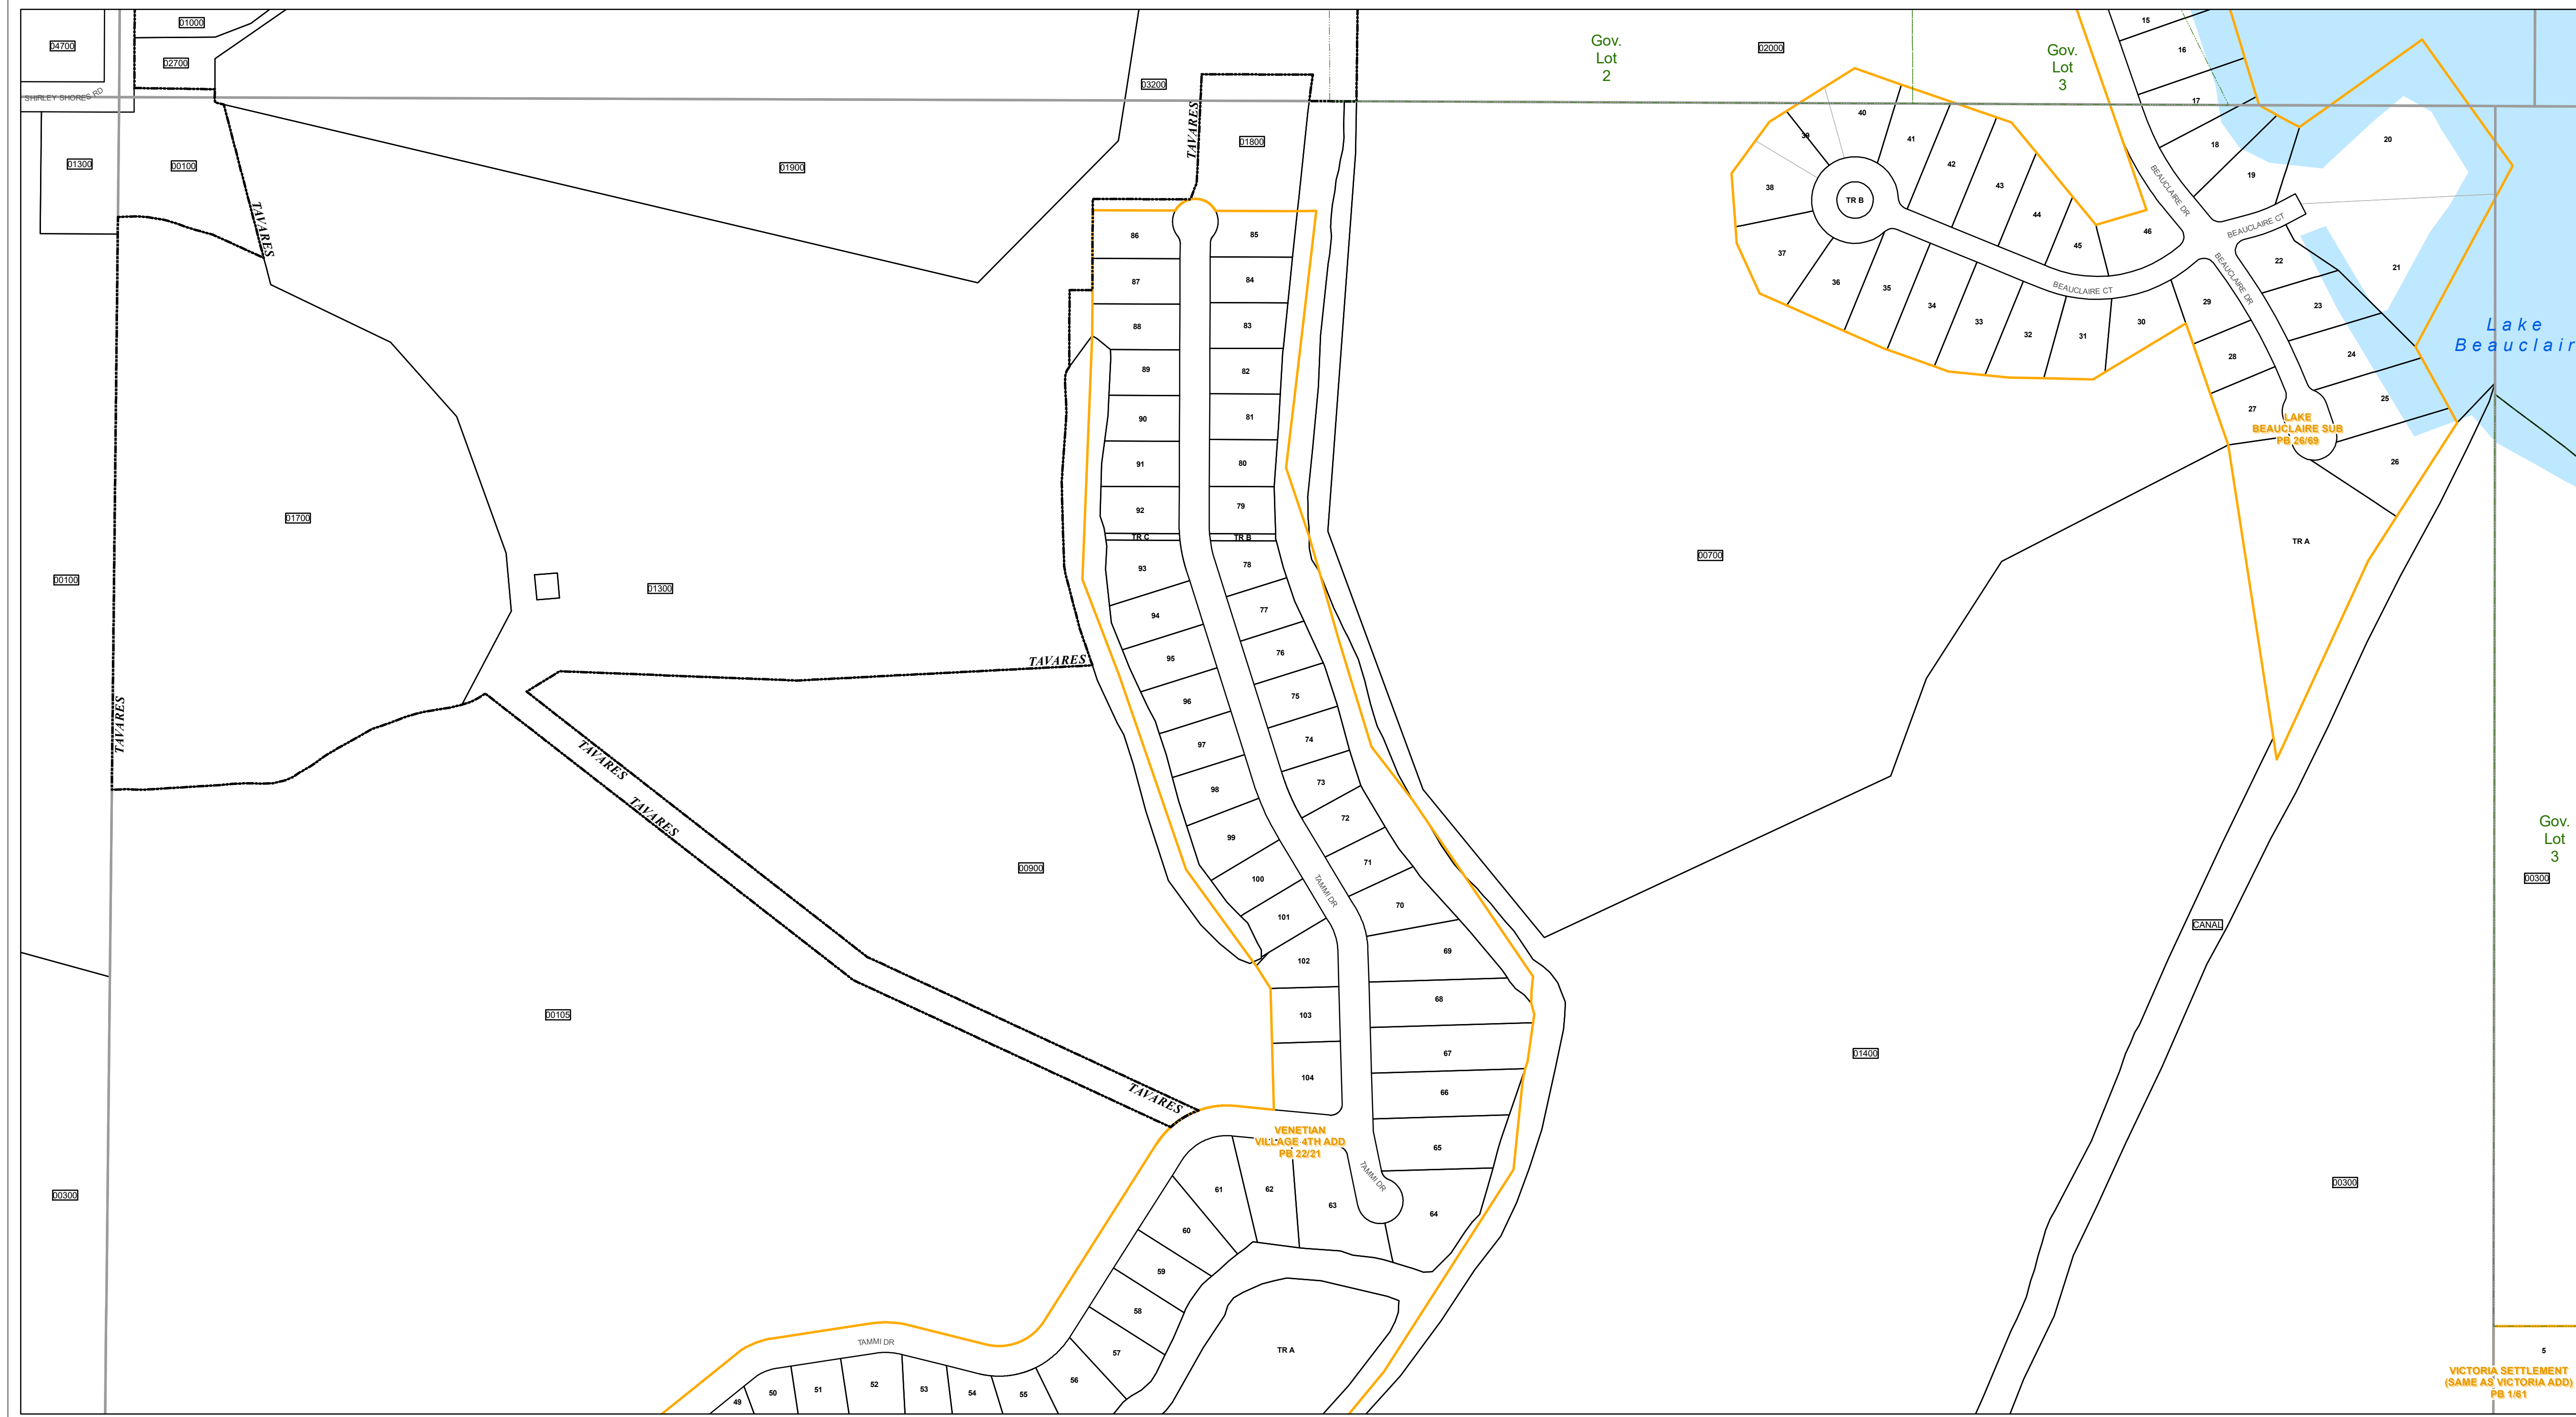 04700
01000
02700
SHIRLEY SHORES RD
01300
00100
TAVARES
01900
03200
TAVARES
01800
Gov.
Lot
2
02000
Gov.
Lot
3
15
16
17
18
19
20
21
22
23
24
25
26
27
28
29
30
31
32
33
34
35
36
37
38
39
40
41
42
43
44
45
46
TR B
BEAUCLAIRE DR
BEAUCLAIRE CT
BEAUCLAIRE CT
BEAUCLAIRE DR
Lake
Beauclair
LAKE
BEAUCLAIRE SUB
PB 26/69
TR A
86
85
87
84
88
83
89
82
90
81
91
80
92
79
TR C
TR B
93
78
94
77
95
76
96
75
97
74
98
73
99
72
100
71
101
70
102
69
103
68
104
67
66
65
64
63
62
61
60
59
58
57
56
55
54
53
52
51
50
49
TAMMI DR
TAMMI DR
TAMMI DR
TR A
01700
00100
01300
00700
TAVARES
TAVARES
TAVARES
TAVARES
TAVARES
00900
00105
00300
01400
CANAL
00300
Gov.
Lot
3
00300
VENETIAN
VILLAGE 4TH ADD
PB 22/21
5
VICTORIA SETTLEMENT
(SAME AS VICTORIA ADD)
PB 1/61